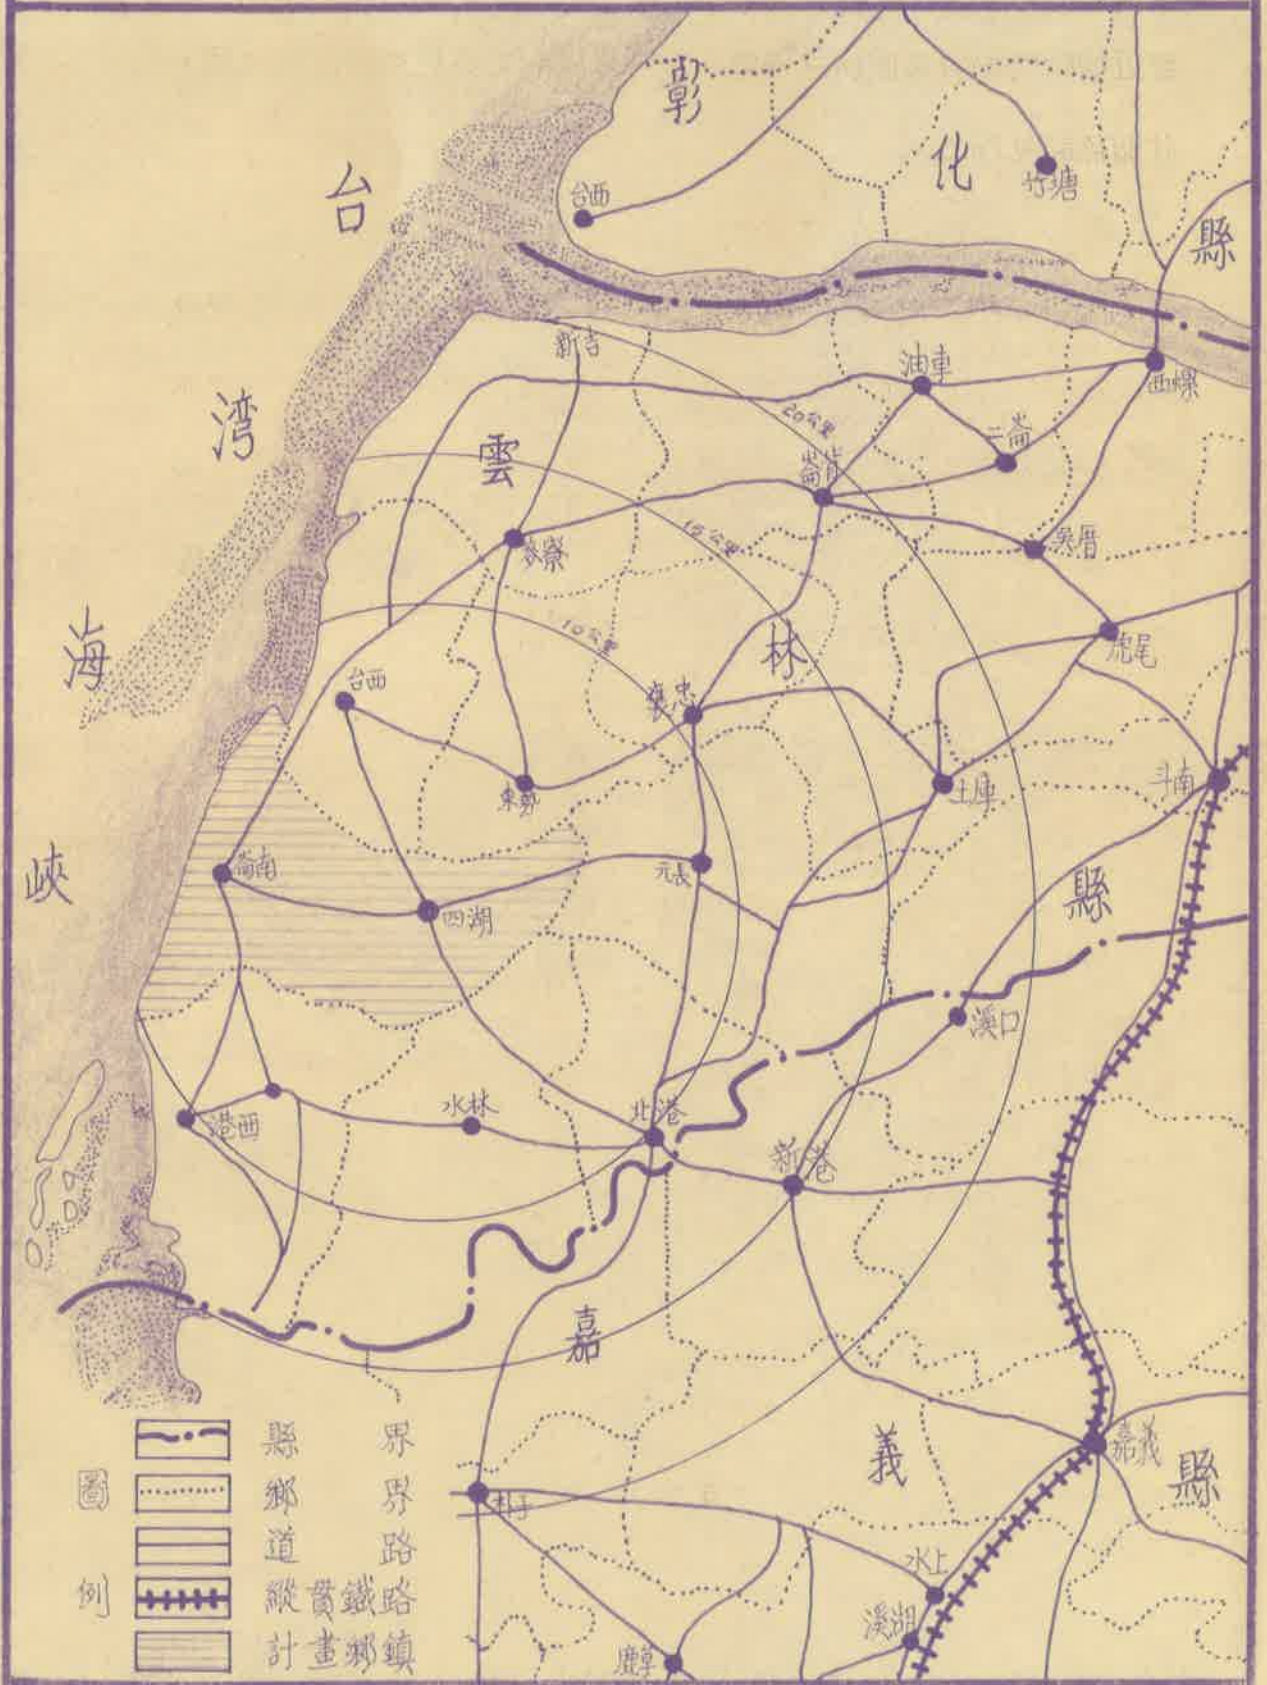 彰化縣
台灣海峽
台西
竹塘
新吉
油車
西螺
雲林縣
20公里
二崙
崙背
15公里
麥寮
吳厝
10公里
虎尾
台西
褒忠
東勢
土庫
斗南
崙南
元長
四湖
溪口
水林
北港
港西
新港
嘉義縣
嘉義
朴子
水上
溪湖
鹿草
圖例
縣界
鄉界
道路
縱貫鐵路
計畫鄉鎮